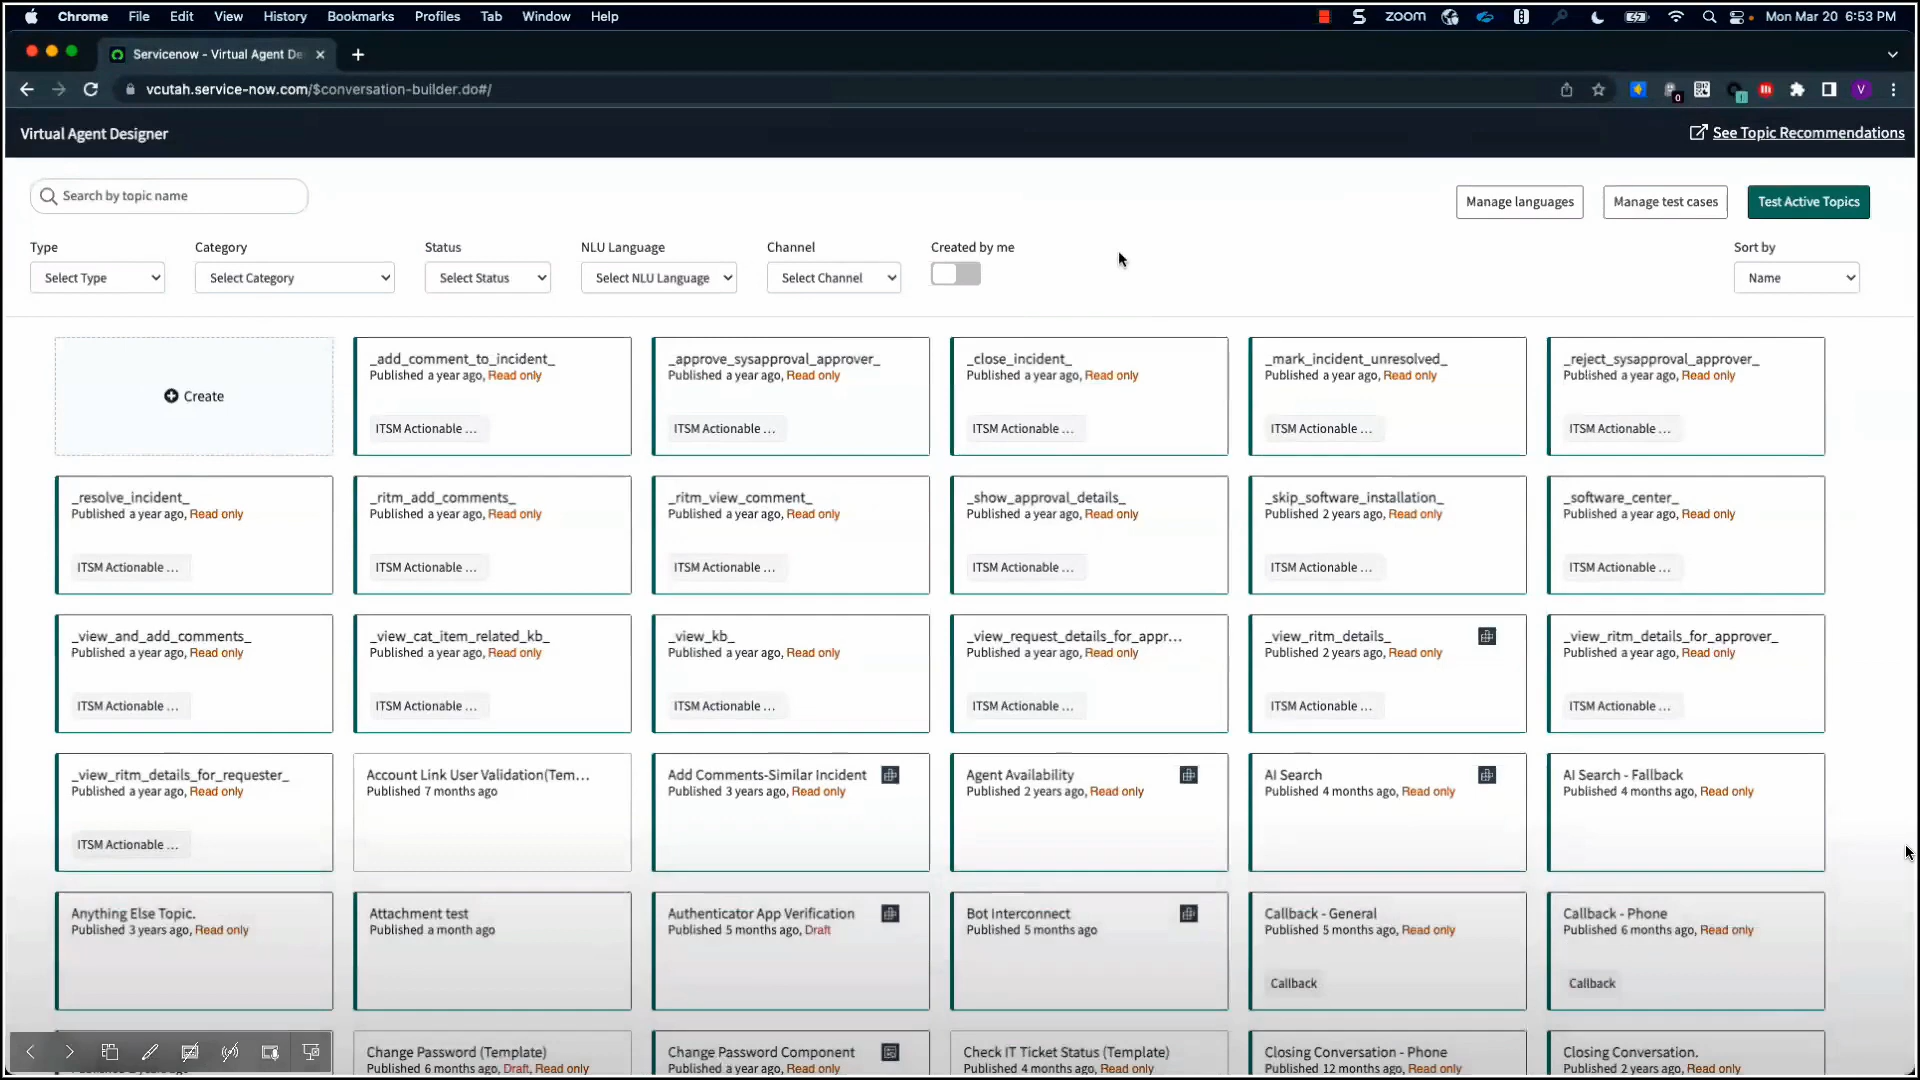 Chrome File Edit View History Bookmarks Profiles Tab Window Help
zoom Mon Mar 20 6:53 PM
Servicenow - Virtual Agent De
vcutah.service-now.com/$conversation-builder.do#/
0 1 V
Virtual Agent Designer
See Topic Recommendations
Search by topic name
Manage languages
Manage test cases
Test Active Topics
Type Category Status NLU Language Channel Created by me Sort by
Select Type Select Category Select Status Select NLU Language Select Channel Name
Create
_add_comment_to_incident_
Published a year ago, Read only
ITSM Actionable ...
_approve_sysapproval_approver_
Published a year ago, Read only
ITSM Actionable ...
_close_incident_
Published a year ago, Read only
ITSM Actionable ...
_mark_incident_unresolved_
Published a year ago, Read only
ITSM Actionable ...
_reject_sysapproval_approver_
Published a year ago, Read only
ITSM Actionable ...
_resolve_incident_
Published a year ago, Read only
ITSM Actionable ...
_ritm_add_comments_
Published a year ago, Read only
ITSM Actionable ...
_ritm_view_comment_
Published a year ago, Read only
ITSM Actionable ...
_show_approval_details_
Published a year ago, Read only
ITSM Actionable ...
_skip_software_installation_
Published 2 years ago, Read only
ITSM Actionable ...
_software_center_
Published a year ago, Read only
ITSM Actionable ...
_view_and_add_comments_
Published a year ago, Read only
ITSM Actionable ...
_view_cat_item_related_kb_
Published a year ago, Read only
ITSM Actionable ...
_view_kb_
Published a year ago, Read only
ITSM Actionable ...
_view_request_details_for_appr...
Published a year ago, Read only
ITSM Actionable ...
_view_ritm_details_
Published 2 years ago, Read only
ITSM Actionable ...
_view_ritm_details_for_approver_
Published a year ago, Read only
ITSM Actionable ...
_view_ritm_details_for_requester_
Published a year ago, Read only
ITSM Actionable ...
Account Link User Validation(Tem...
Published 7 months ago
Add Comments-Similar Incident
Published 3 years ago, Read only
Agent Availability
Published 2 years ago, Read only
AI Search
Published 4 months ago, Read only
AI Search - Fallback
Published 4 months ago, Read only
Anything Else Topic.
Published 3 years ago, Read only
Attachment test
Published a month ago
Authenticator App Verification
Published 5 months ago, Draft
Bot Interconnect
Published 5 months ago
Callback - General
Published 5 months ago, Read only
Callback
Callback - Phone
Published 6 months ago, Read only
Callback
Change Password (Template)
Published 6 months ago, Draft, Read only
Change Password Component
Published a year ago, Read only
Check IT Ticket Status (Template)
Published 4 months ago, Read only
Closing Conversation - Phone
Published 12 months ago, Read only
Closing Conversation.
Published 2 years ago, Read only